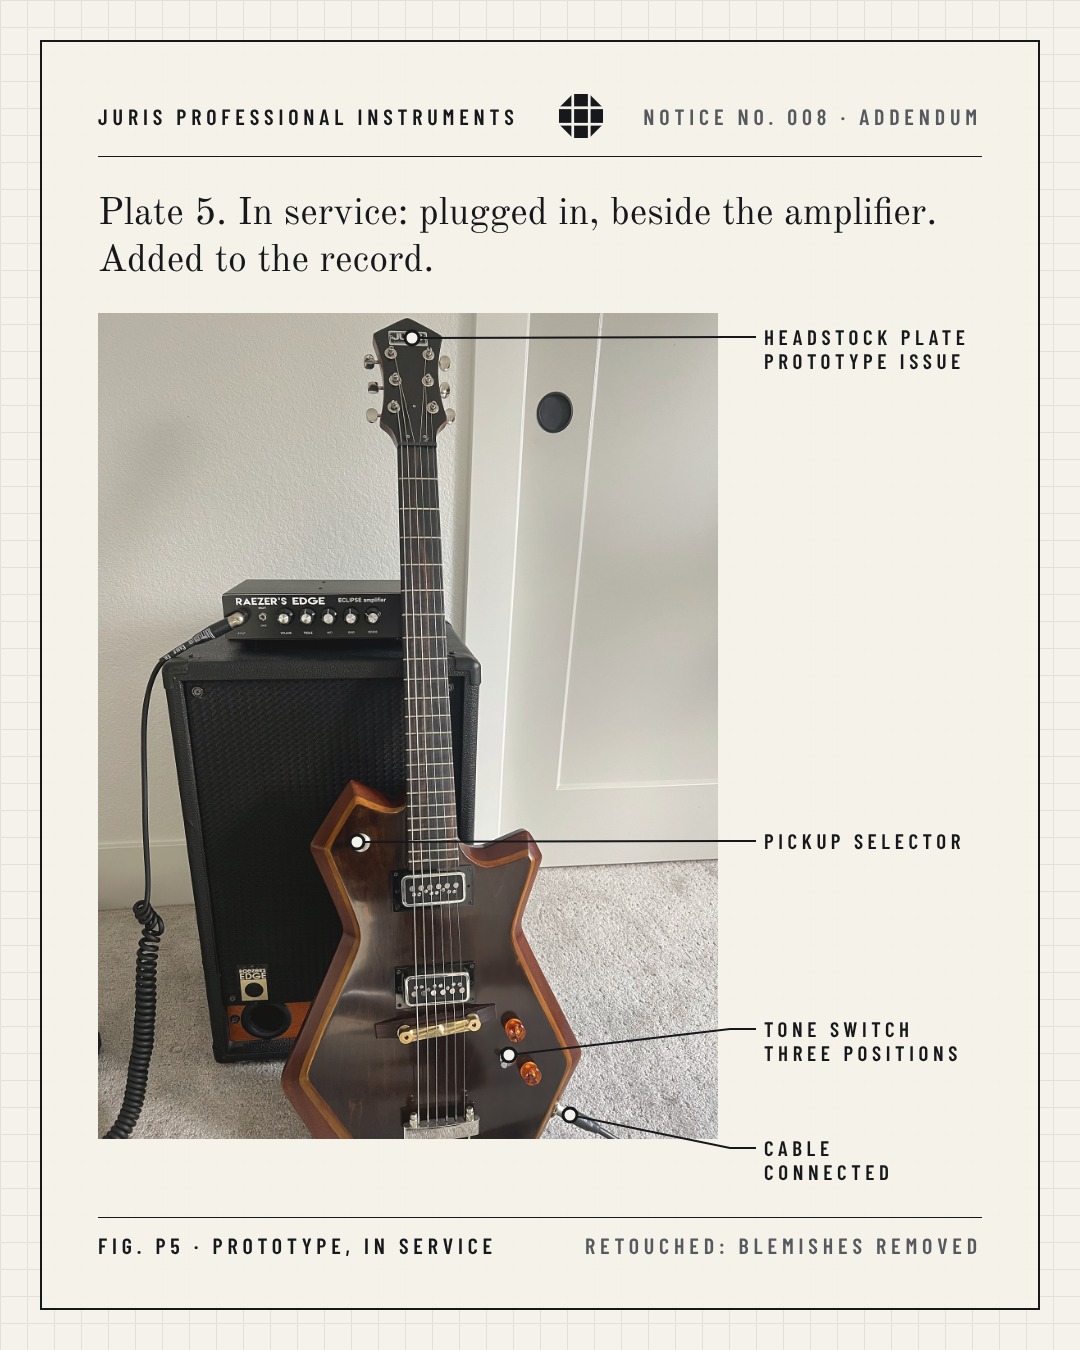 JURIS PROFESSIONAL INSTRUMENTS
NOTICE NO. 008 · ADDENDUM
Plate 5. In service: plugged in, beside the amplifier.
Added to the record.
HEADSTOCK PLATE
PROTOTYPE ISSUE
RAEZER'S EDGE
ECLIPSE amplifier
PICKUP SELECTOR
RAEZER'S
EDGE
TONE SWITCH
THREE POSITIONS
CABLE
CONNECTED
FIG. P5 · PROTOTYPE, IN SERVICE
RETOUCHED: BLEMISHES REMOVED